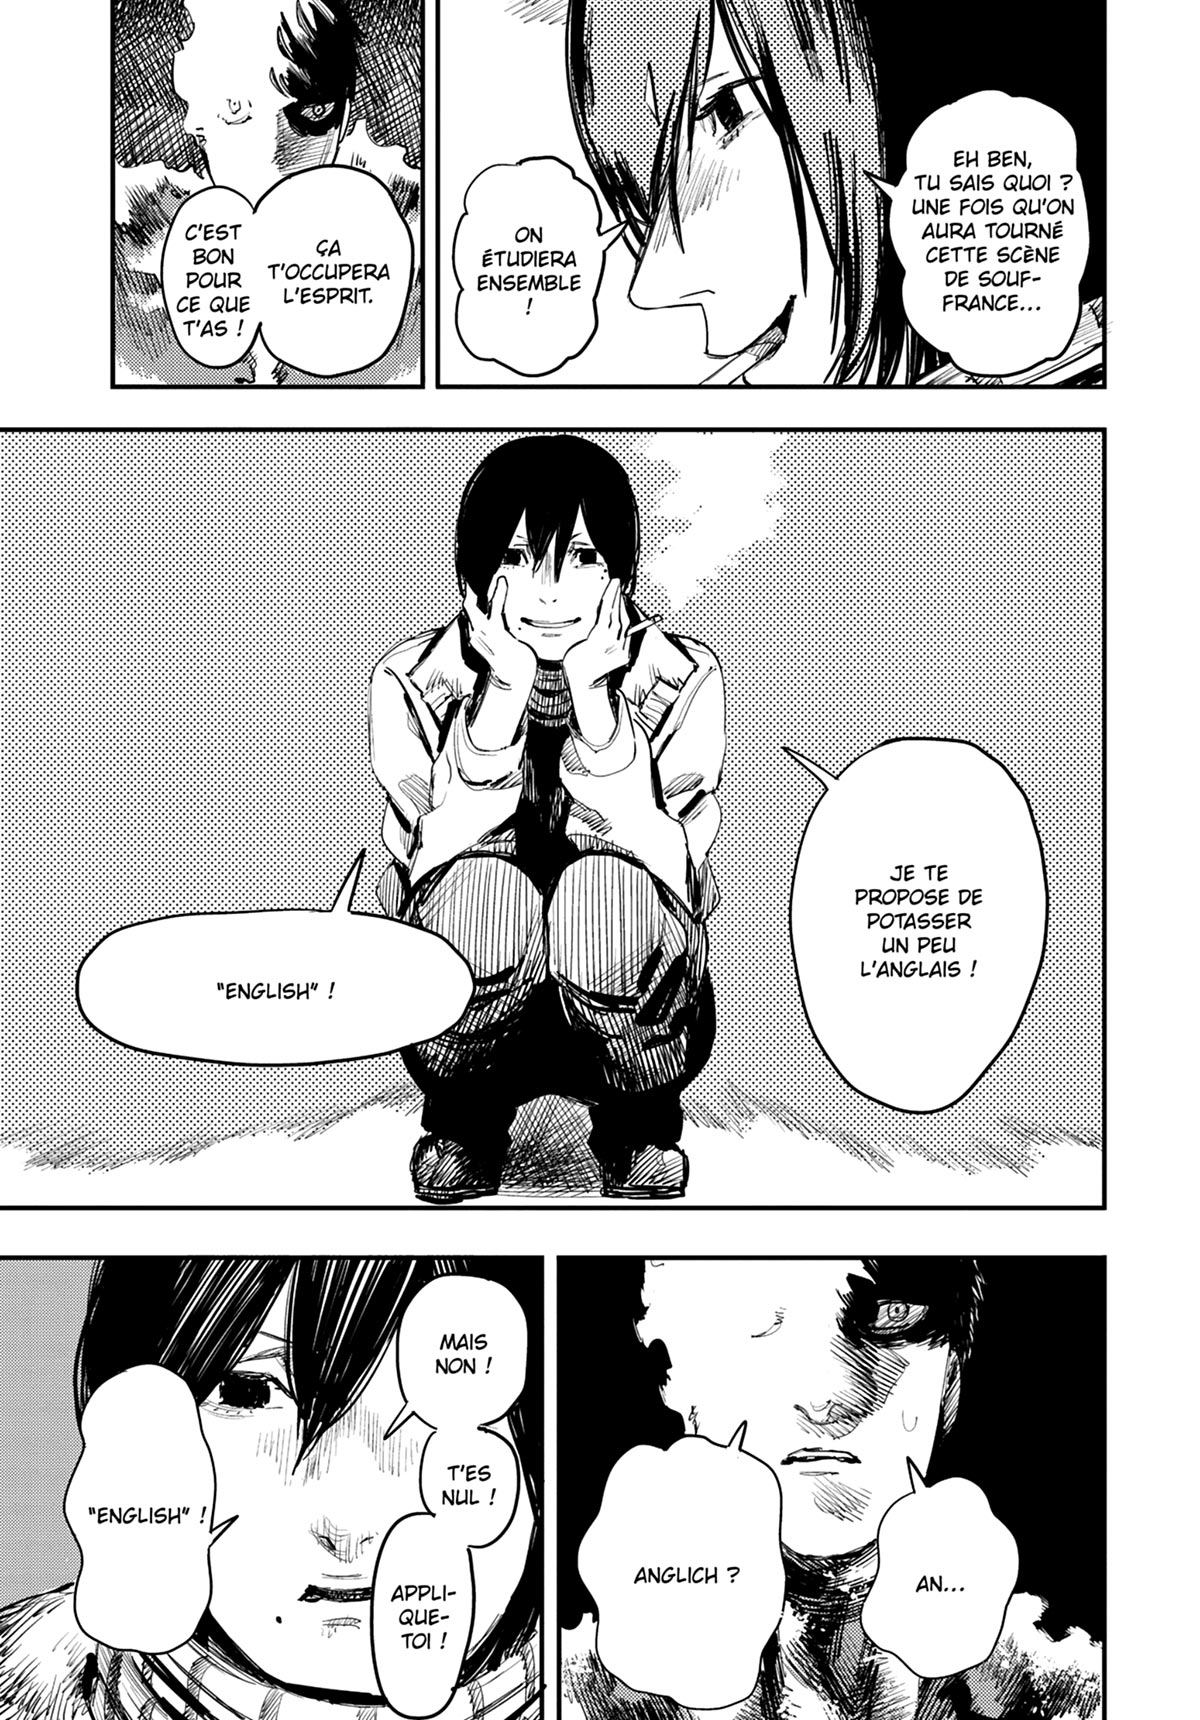 EH BEN,
TU SAIS QUOI ?
UNE FOIS QU'ON
AURA TOURNÉ
CETTE SCÈNE
DE SOUF-
FRANCE...
ON
ÉTUDIERA
ENSEMBLE
!
ÇA
T'OCCUPERA
L'ESPRIT.
C'EST
BON
POUR
CE QUE
T'AS !
JE TE
PROPOSE DE
POTASSER
UN PEU
L'ANGLAIS !
"ENGLISH" !
AN...
ANGLICH ?
MAIS
NON !
T'ES
NUL !
APPLI-
QUE-
TOI !
"ENGLISH" !